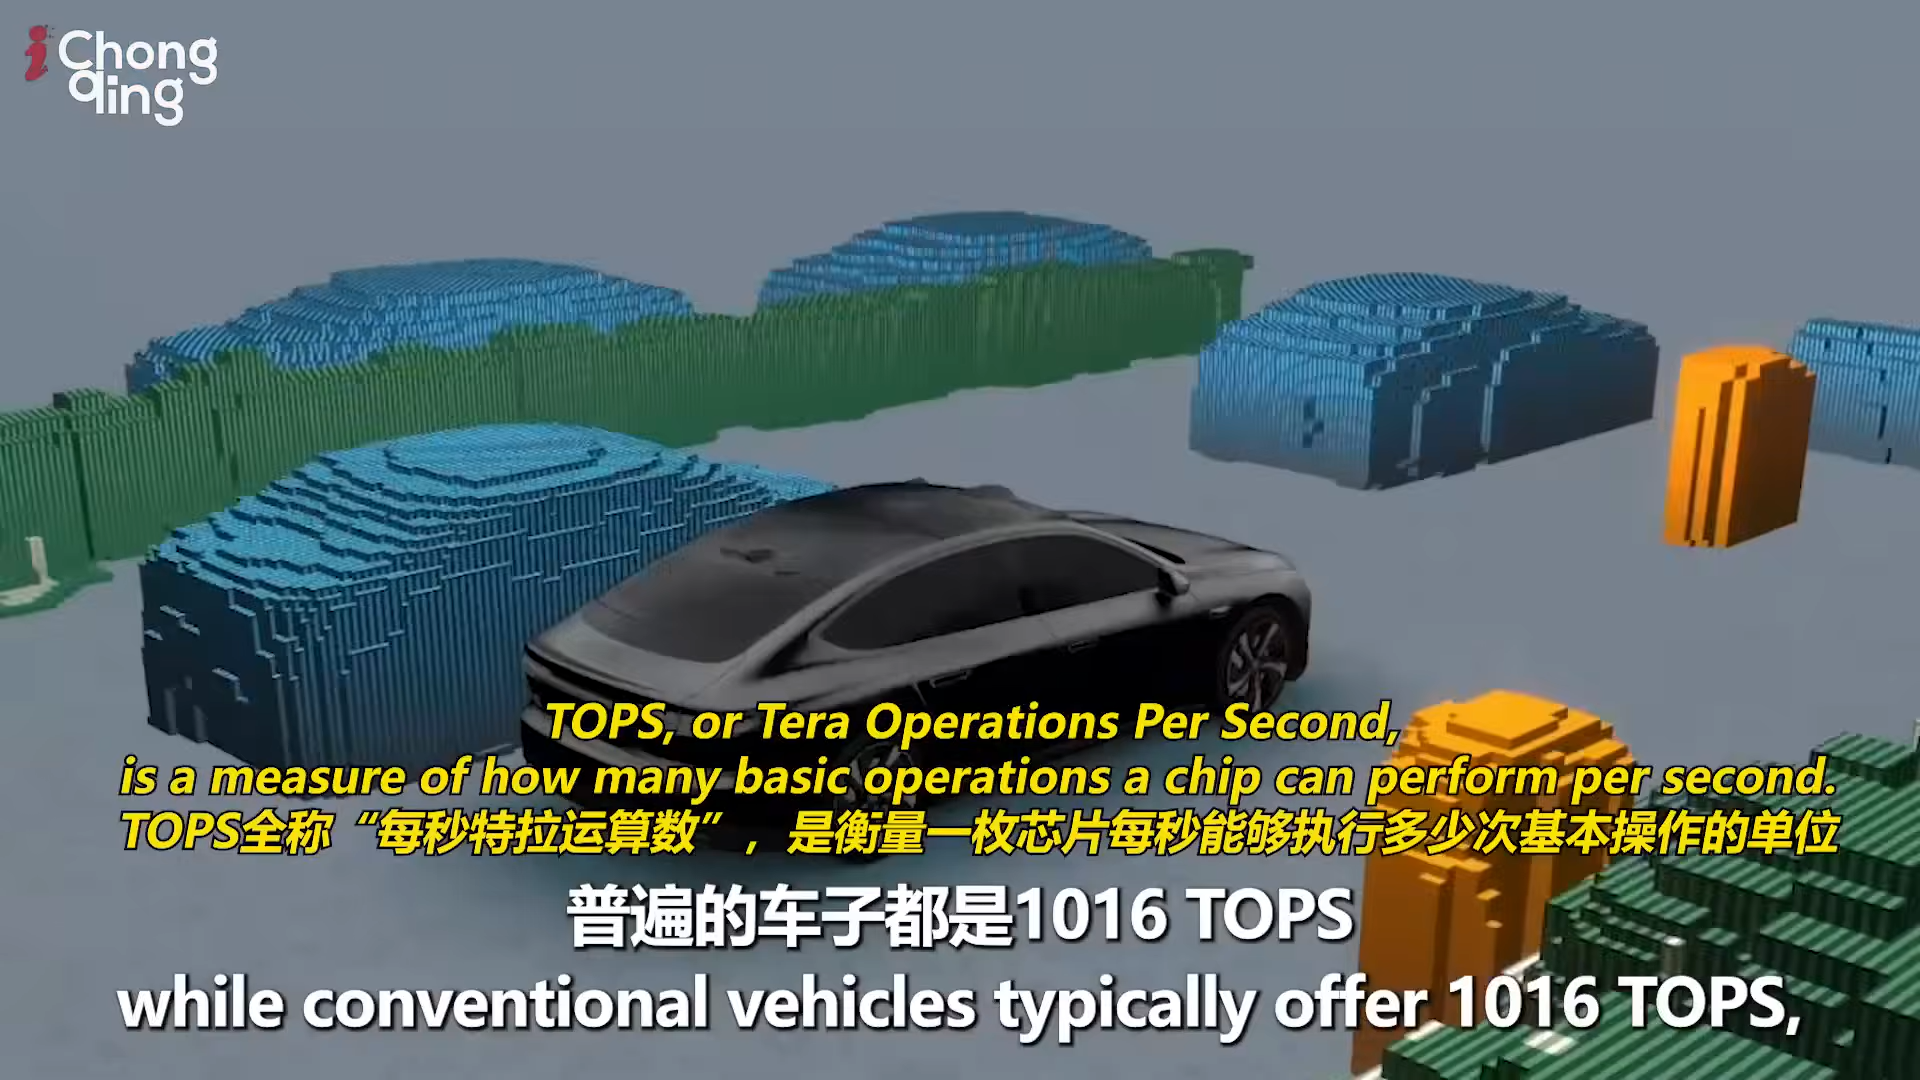 i Chong
qing
TOPS, or Tera Operations Per Second,
is a measure of how many basic operations a chip can perform per second.
TOPS全称“每秒特拉运算数”，是衡量一枚芯片每秒能够执行多少次基本操作的单位
普遍的车子都是1016 TOPS
while conventional vehicles typically offer 1016 TOPS,